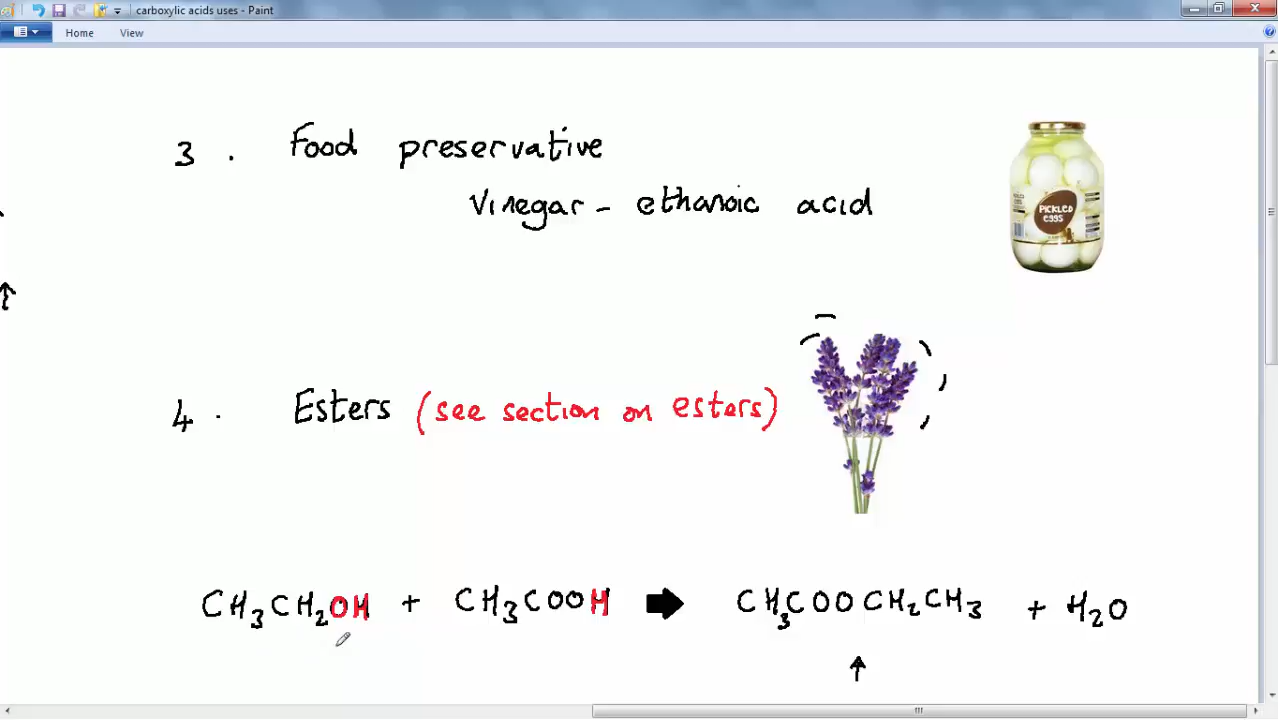 carboxylic acids uses - Paint
Home View
3. Food preservative
Vinegar - ethanoic acid
PICKLED
EGGS
4. Esters (see section on esters)
CH3CH2OH + CH3COOH ➡ CH3COOCH2CH3 + H2O